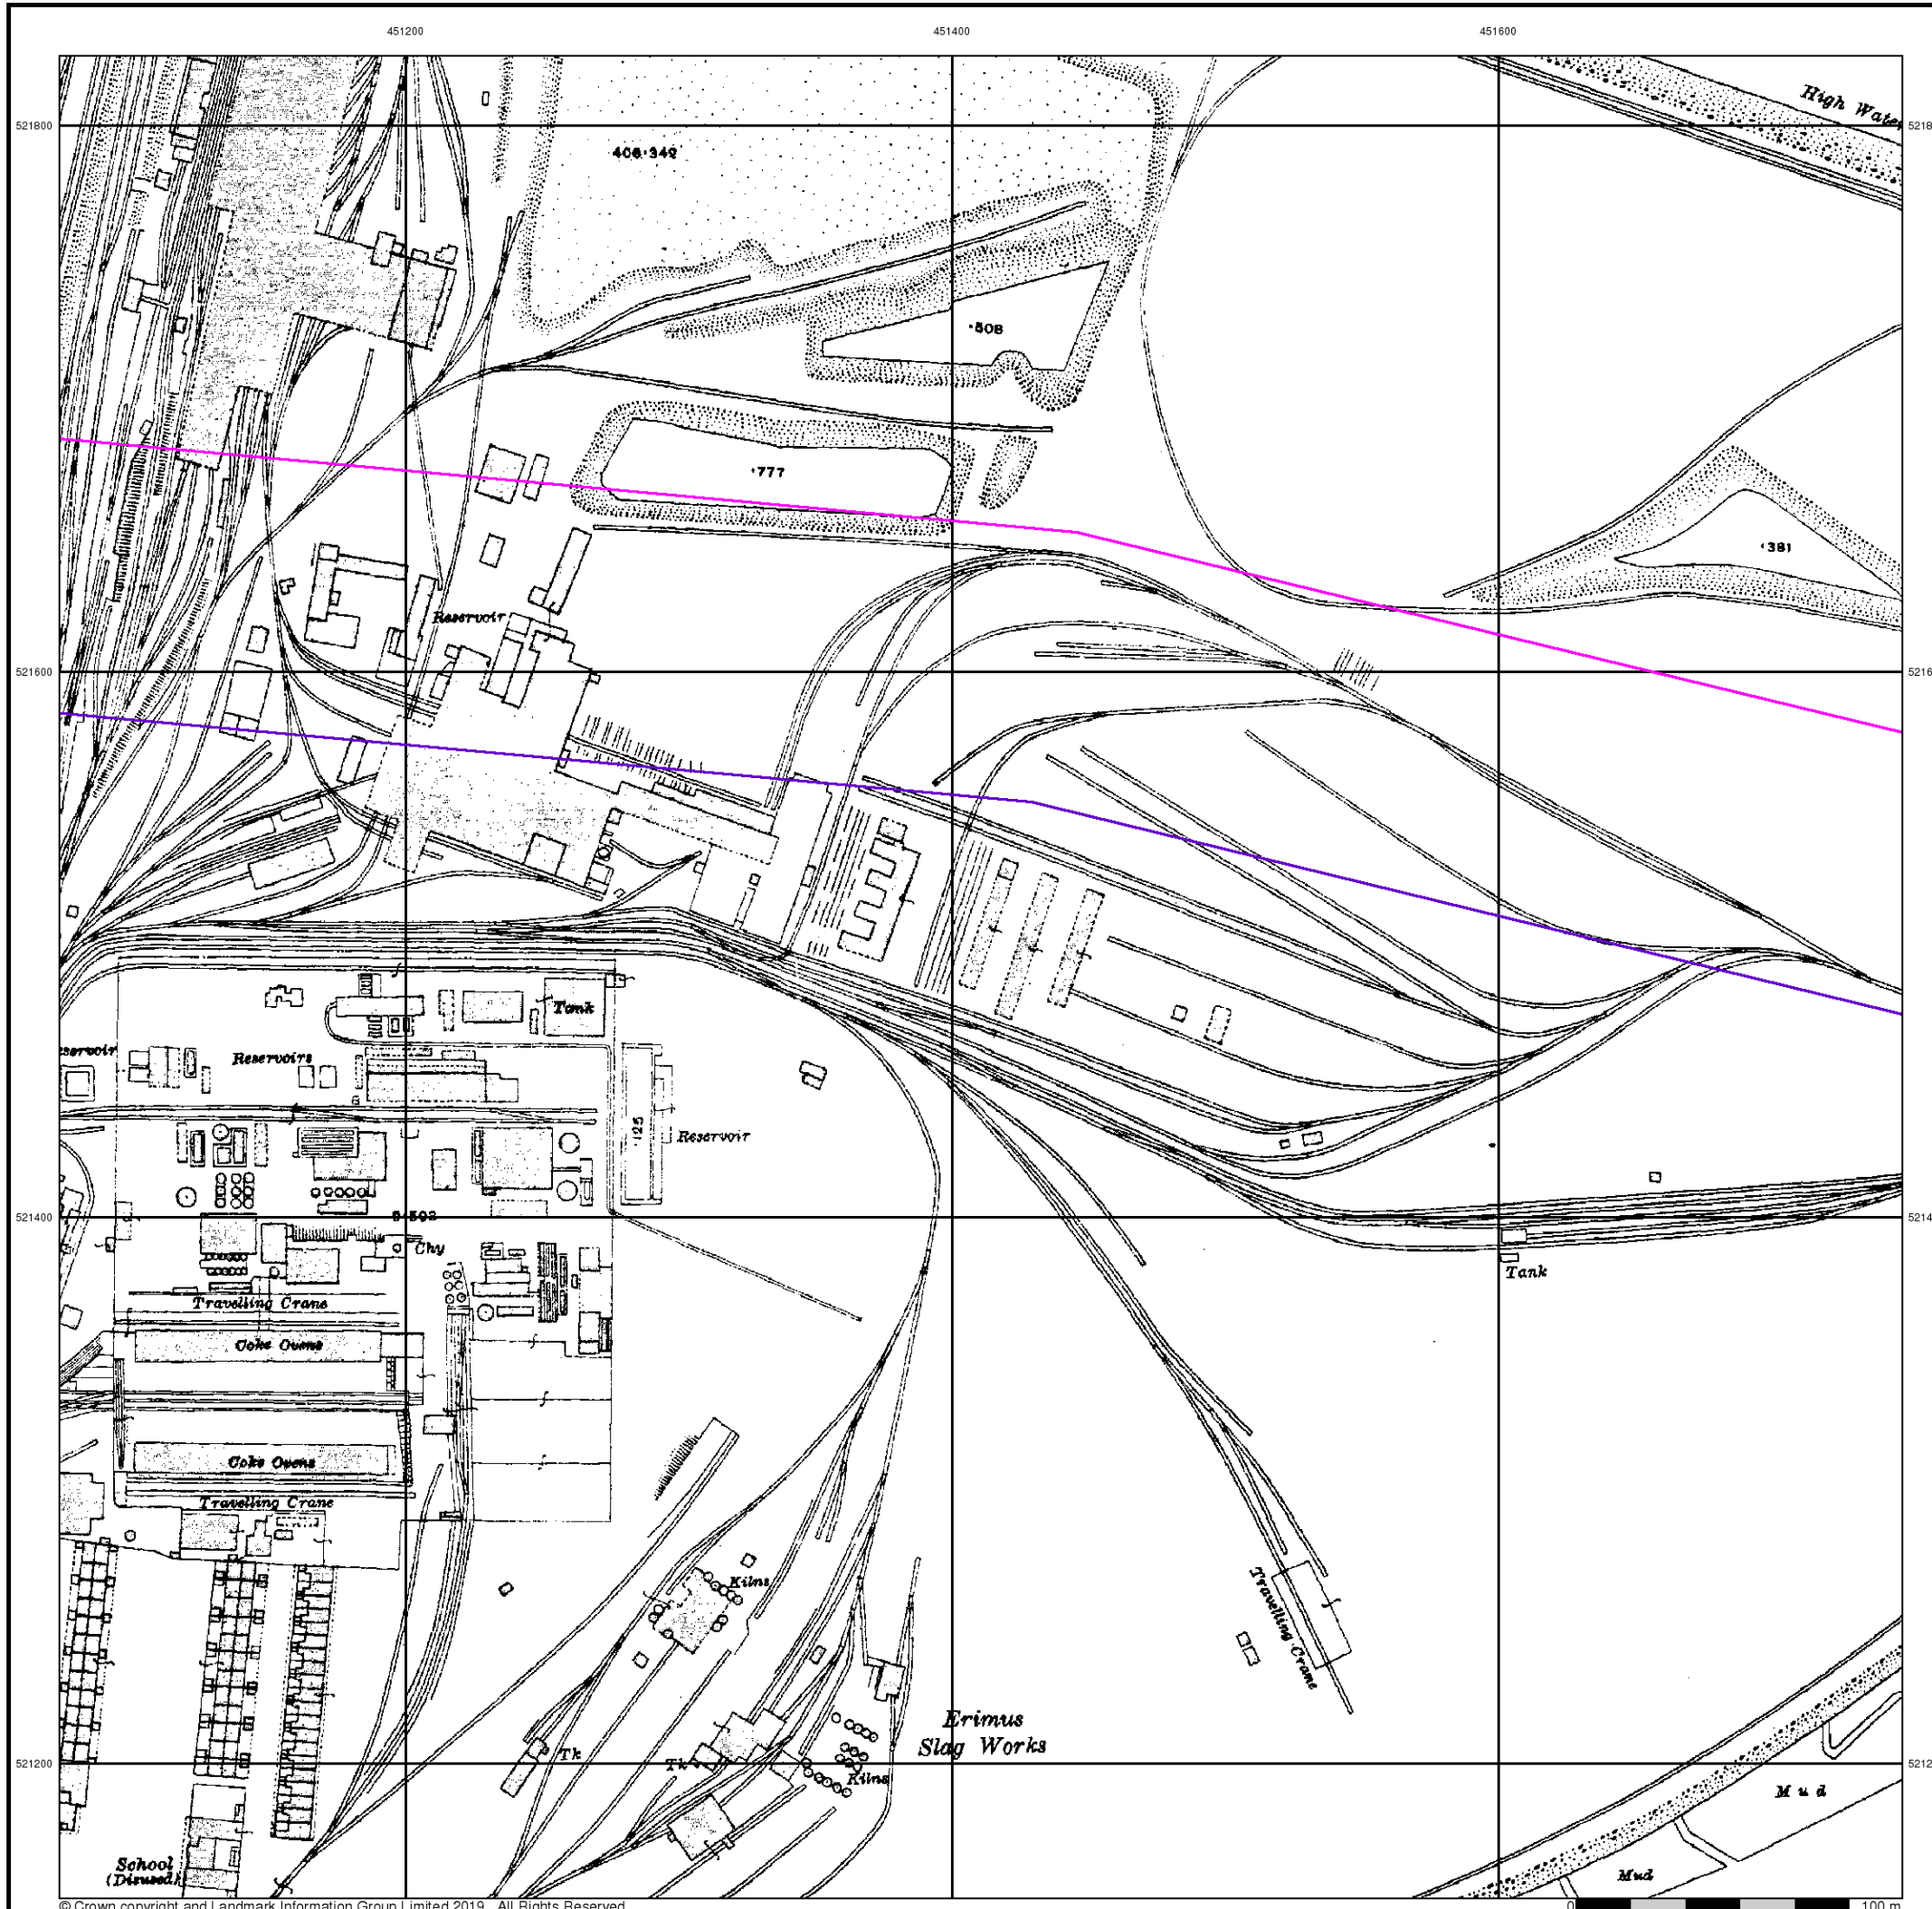 451200 451400 451600
High Water
521800
406·342
·508
·777
·381
Reservoir
521600
Tank
Reservoirs
·125
Reservoir
521400
Chy
Tank
Travelling Crane
Coke Ovens
Coke Ovens
Travelling Crane
Kilns
Travelling Crane
Erimus
Slag Works
Tk
Tk
Kilns
521200
Mud
Mud
School
(Disused)
© Crown copyright and Landmark Information Group Limited 2019. All Rights Reserved.
0 100 m